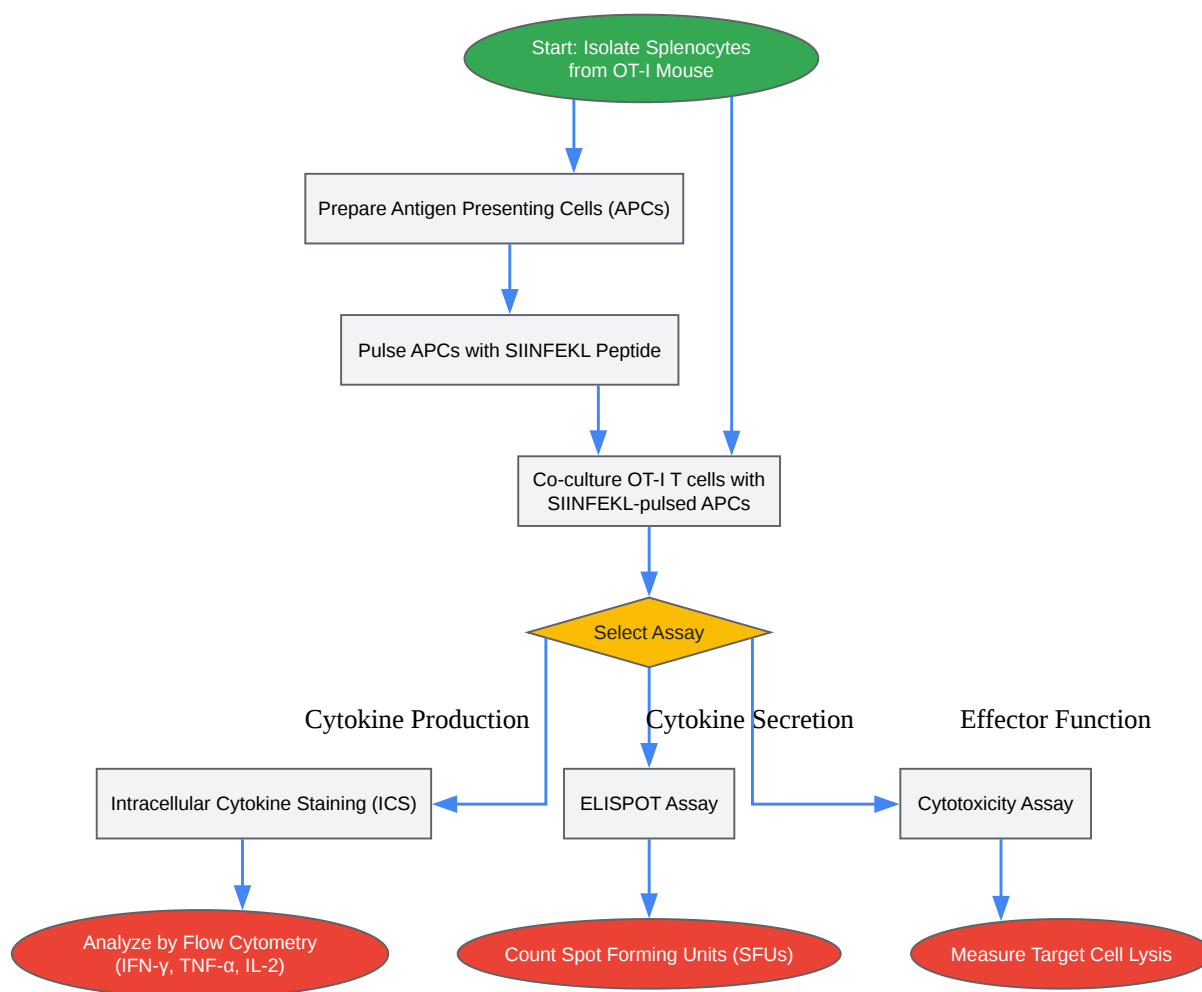 Start: Isolate Splenocytes
from OT-I Mouse
Prepare Antigen Presenting Cells (APCs)
Pulse APCs with SIINFEKL Peptide
Co-culture OT-I T cells with
SIINFEKL-pulsed APCs
Select Assay
Cytokine Production
Cytokine Secretion
Effector Function
Intracellular Cytokine Staining (ICS)
ELISPOT Assay
Cytotoxicity Assay
Analyze by Flow Cytometry
(IFN-γ, TNF-α, IL-2)
Count Spot Forming Units (SFUs)
Measure Target Cell Lysis